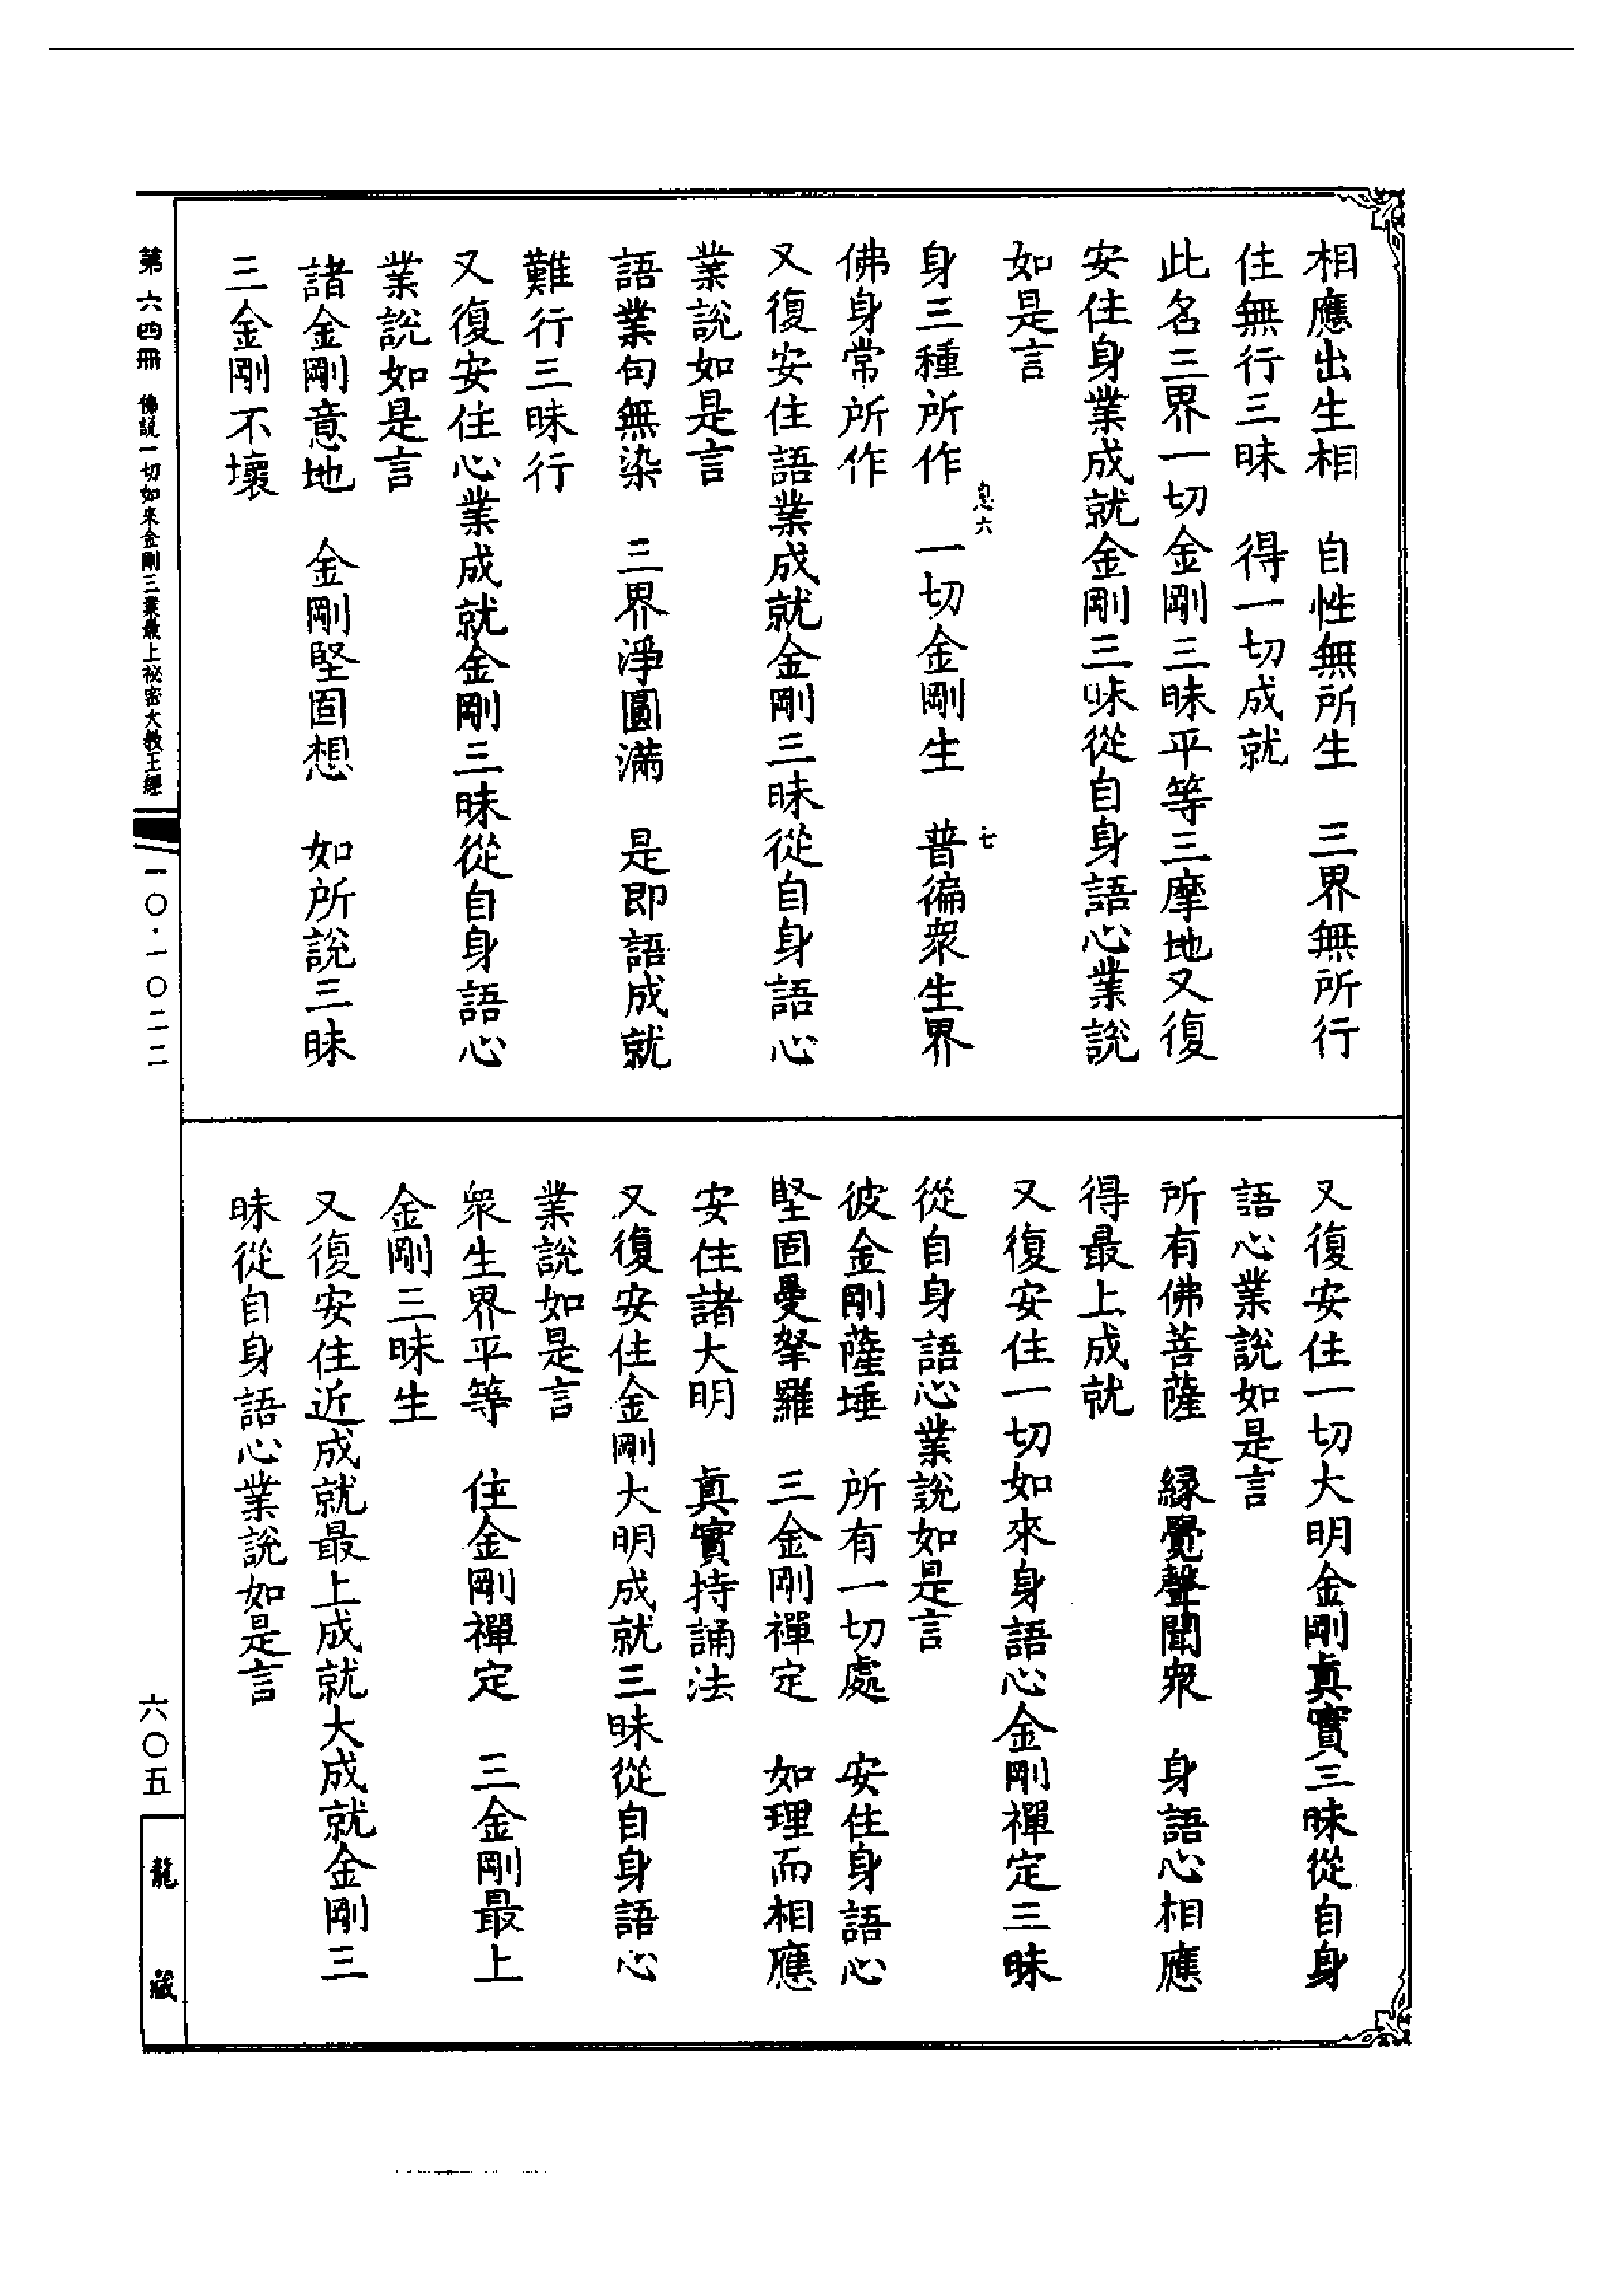 相應出生相　自性無所生　三界無所行
住無行三昧　得一切成就
此名三界一切金剛三昧平等三摩地又復
安住身業成就金剛三昧從自身語心業說
如是言
息六　七
身三種所作　一切金剛生　普徧衆生界
佛身常所作
又復安住語業成就金剛三昧從自身語心
業說如是言
語業句無染　三界淨圓滿　是即語成就
難行三昧行
又復安住心業成就金剛三昧從自身語心
業說如是言
諸金剛意地　金剛堅固想　如所說三昧
三金剛不壞
又復安住一切大明金剛眞實三昧從自身
語心業說如是言
所有佛菩薩　縁覺聲聞衆　身語心相應
得最上成就
又復安住一切如來身語心金剛禪定三昧
從自身語心業說如是言
彼金剛薩埵　所有一切處　安住身語心
堅固曼拏羅　三金剛禪定　如理而相應
安住諸大明　眞實持誦法
又復安住金剛大明成就三昧從自身語心
業說如是言
衆生界平等　住金剛禪定　三金剛最上
金剛三昧生
又復安住近成就最上成就大成就金剛三
昧從自身語心業說如是言
第六四冊　佛說一切如來金剛三業最上祕密大教王經
一〇·一〇二二
六〇五
龍藏